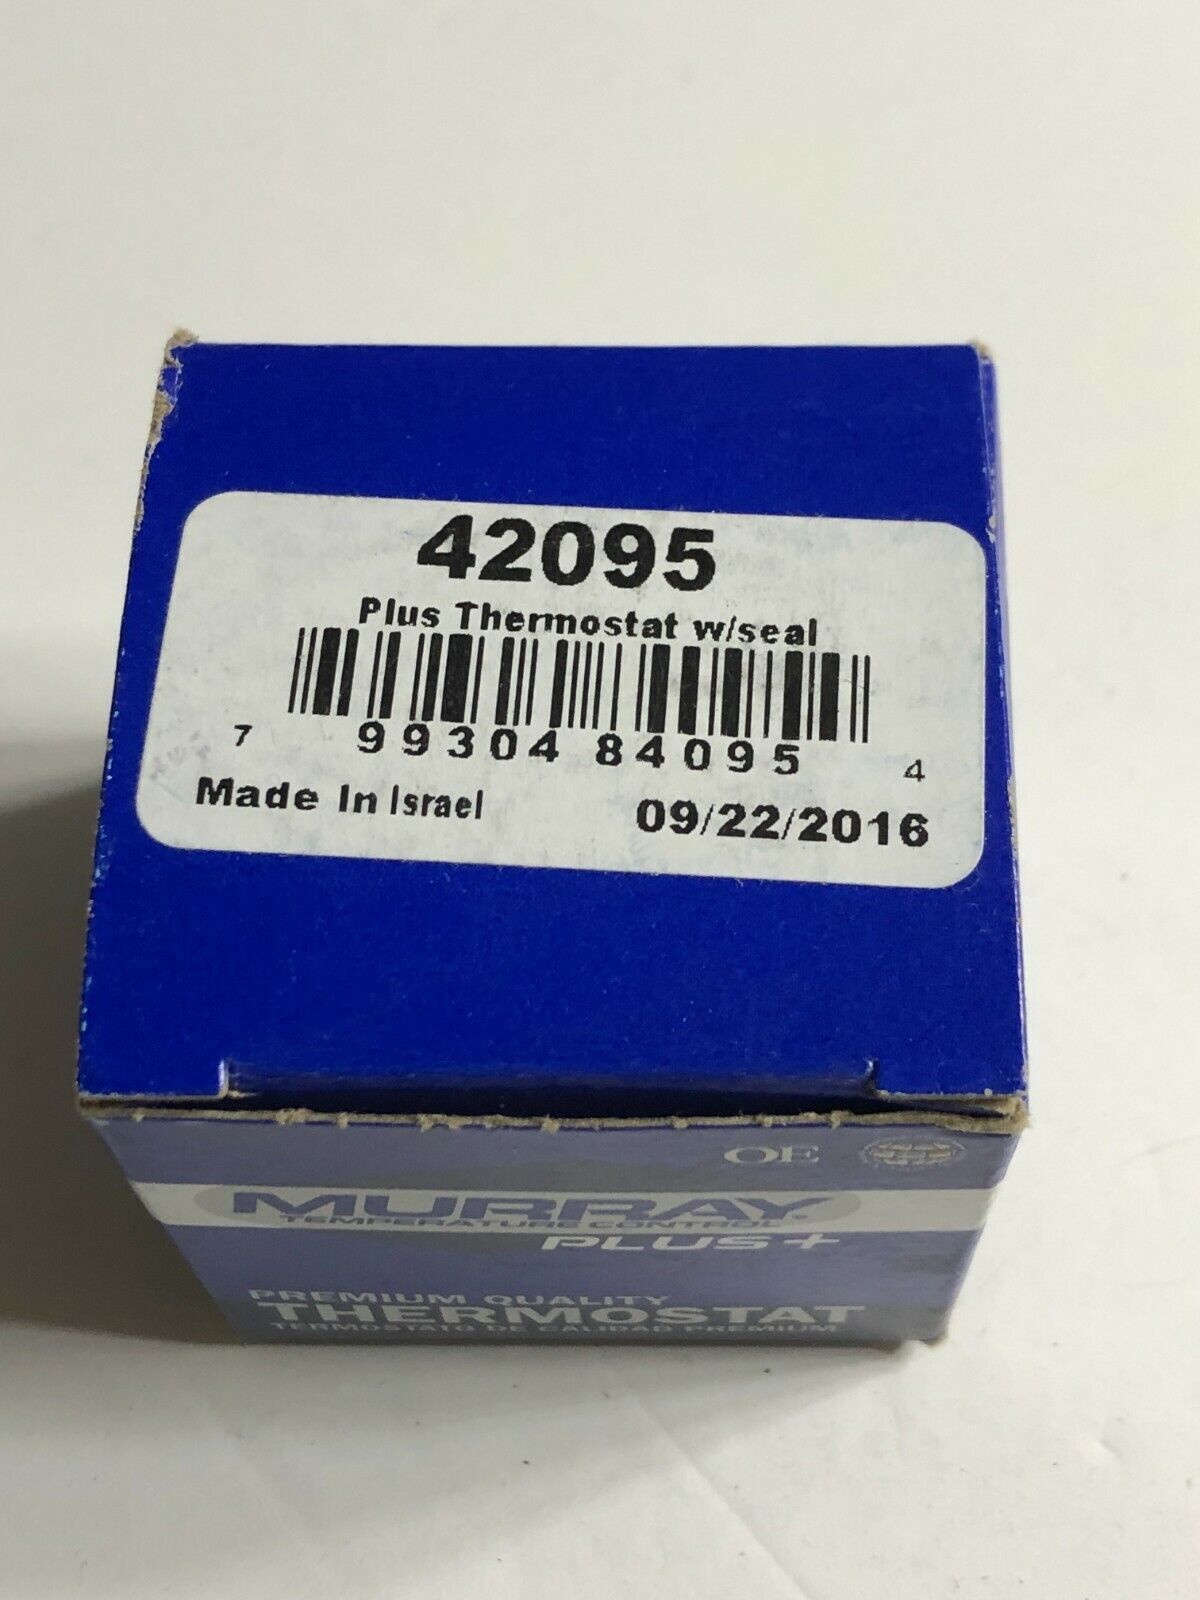 42095
Plus Thermostat w/seal
7 99304 84095 4
Made In Israel 09/22/2016
OE
MURRAY
TEMPERATURE CONTROL
PLUS+
PREMIUM QUALITY
THERMOSTAT
TERMOSTATO DE CALIDAD PREMIUM